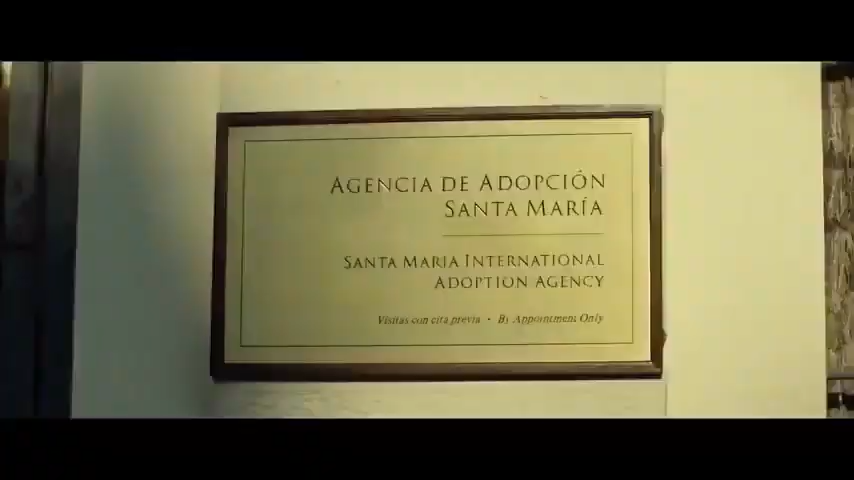 AGENCIA DE ADOPCIÓN
SANTA MARÍA
SANTA MARIA INTERNATIONAL
ADOPTION AGENCY
Visitas con cita previa · By Appointment Only